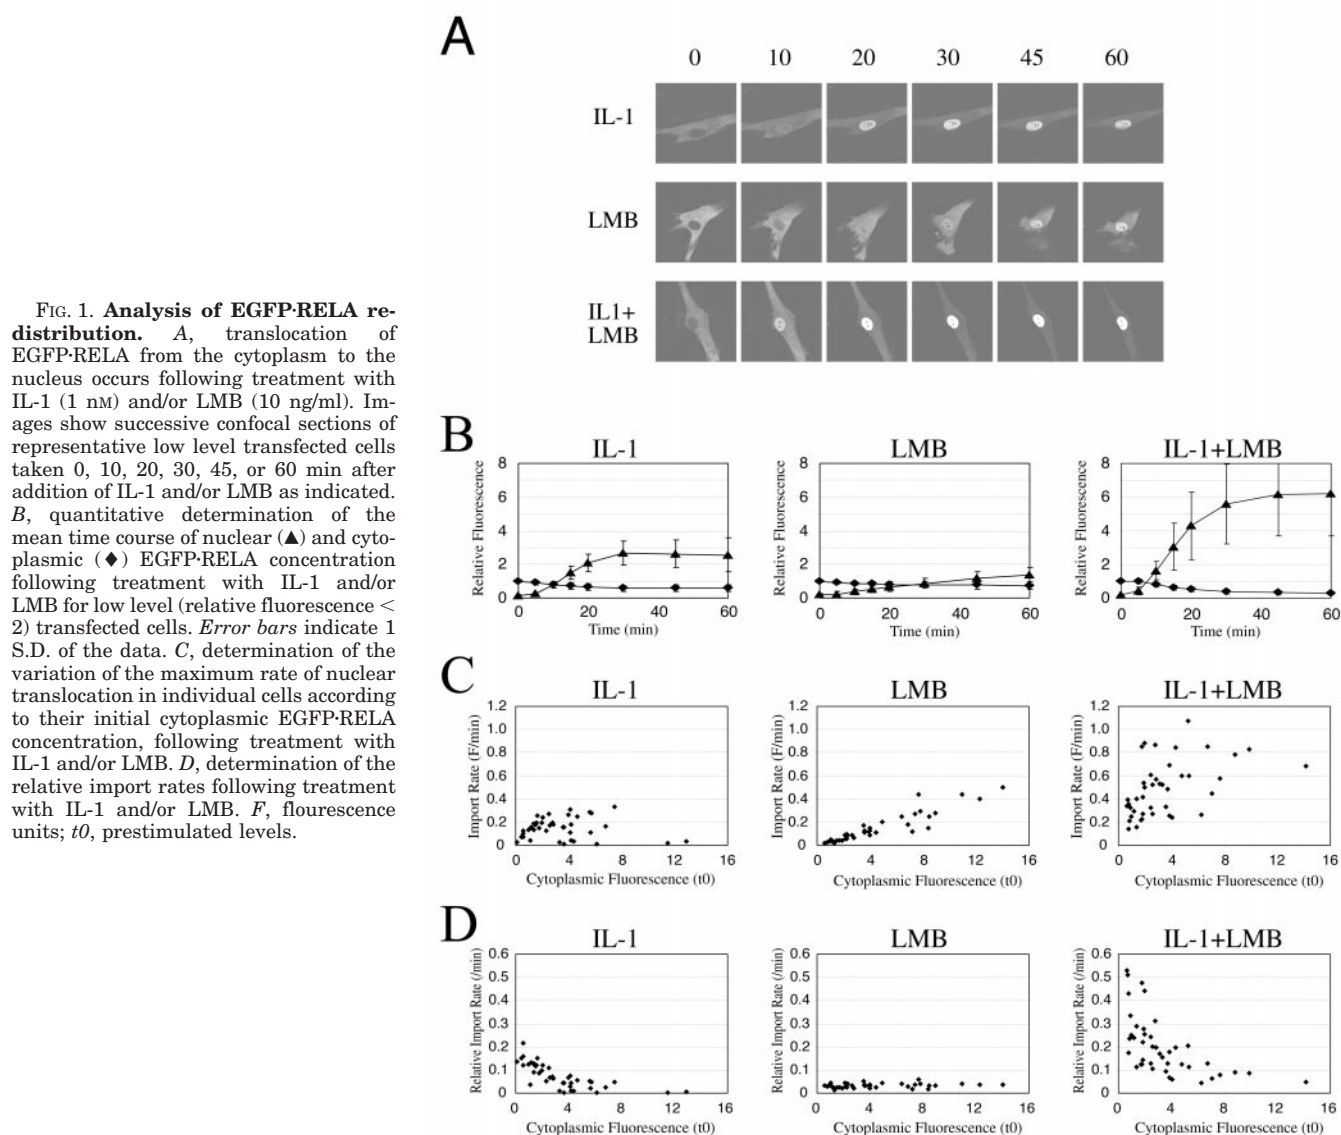 FIG. 1. Analysis of EGFP·RELA re-
distribution. A, translocation of
EGFP·RELA from the cytoplasm to the
nucleus occurs following treatment with
IL-1 (1 nM) and/or LMB (10 ng/ml). Im-
ages show successive confocal sections of
representative low level transfected cells
taken 0, 10, 20, 30, 45, or 60 min after
addition of IL-1 and/or LMB as indicated.
B, quantitative determination of the
mean time course of nuclear (▲) and cyto-
plasmic (♦) EGFP·RELA concentration
following treatment with IL-1 and/or
LMB for low level (relative fluorescence <
2) transfected cells. Error bars indicate 1
S.D. of the data. C, determination of the
variation of the maximum rate of nuclear
translocation in individual cells according
to their initial cytoplasmic EGFP·RELA
concentration, following treatment with
IL-1 and/or LMB. D, determination of the
relative import rates following treatment
with IL-1 and/or LMB. F, flourescence
units; t0, prestimulated levels.
A
0 10 20 30 45 60
IL-1
LMB
IL1+
LMB
B
IL-1
Relative Fluorescence
8
6
4
2
0
0 20 40 60
Time (min)
LMB
Relative Fluorescence
8
6
4
2
0
0 20 40 60
Time (min)
IL-1+LMB
Relative Fluorescence
8
6
4
2
0
0 20 40 60
Time (min)
C
IL-1
Import Rate (F/min)
1.2
1.0
0.8
0.6
0.4
0.2
0
0 4 8 12 16
Cytoplasmic Fluorescence (t0)
LMB
Import Rate (F/min)
1.2
1.0
0.8
0.6
0.4
0.2
0
0 4 8 12 16
Cytoplasmic Fluorescence (t0)
IL-1+LMB
Import Rate (F/min)
1.2
1.0
0.8
0.6
0.4
0.2
0
0 4 8 12 16
Cytoplasmic Fluorescence (t0)
D
IL-1
Relative Import Rate (/min)
0.6
0.5
0.4
0.3
0.2
0.1
0
0 4 8 12 16
Cytoplasmic Fluorescence (t0)
LMB
Relative Import Rate (/min)
0.6
0.5
0.4
0.3
0.2
0.1
0
0 4 8 12 16
Cytoplasmic Fluorescence (t0)
IL-1+LMB
Relative Import Rate (/min)
0.6
0.5
0.4
0.3
0.2
0.1
0
0 4 8 12 16
Cytoplasmic Fluorescence (t0)